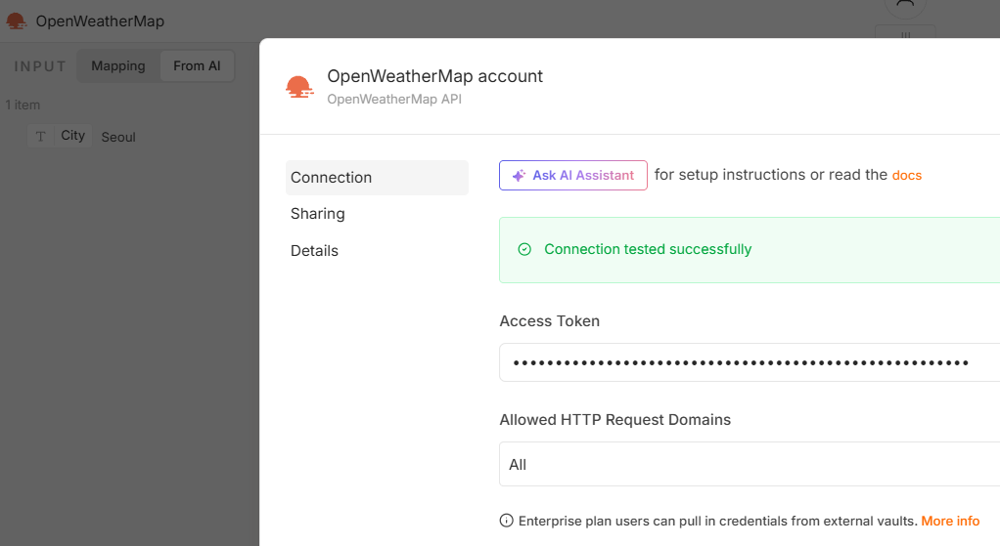 OpenWeatherMap
INPUT Mapping From AI
1 item
T City Seoul
OpenWeatherMap account
OpenWeatherMap API
Connection
Sharing
Details
Ask AI Assistant for setup instructions or read the docs
Connection tested successfully
Access Token
••••••••••••••••••••••••••••••••••••••••••••••••••••••
Allowed HTTP Request Domains
All
Enterprise plan users can pull in credentials from external vaults. More info